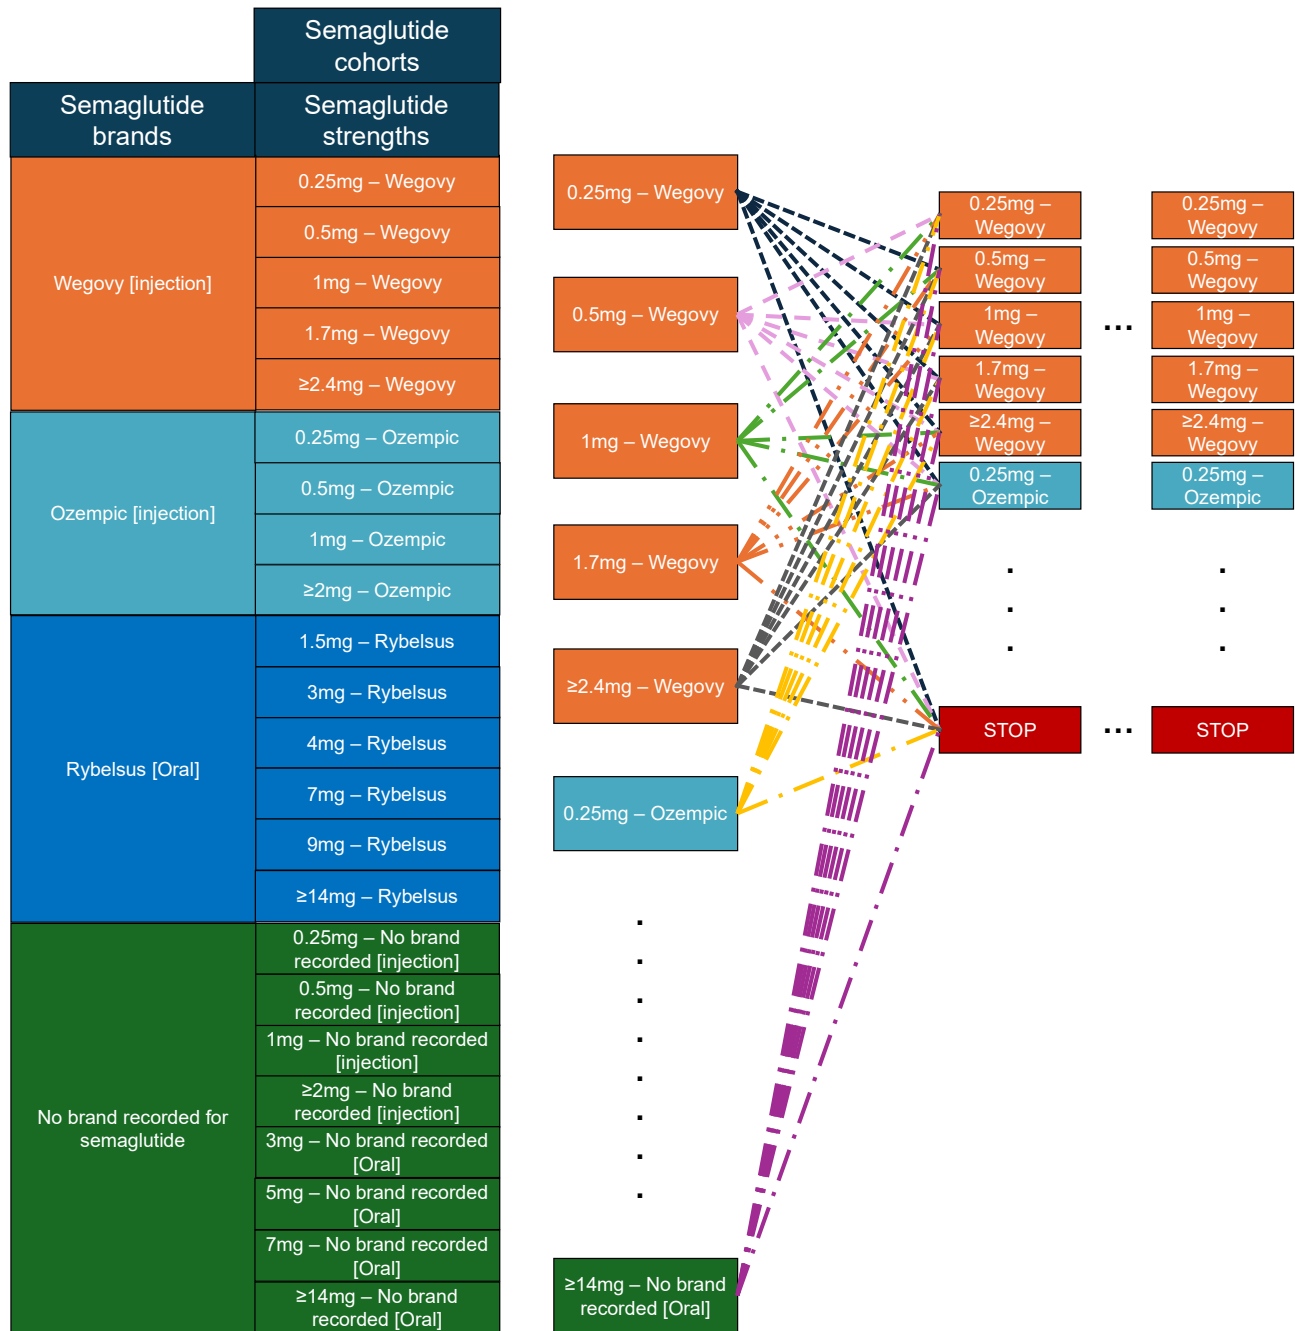 Semaglutide
cohorts
Semaglutide
brands
Semaglutide
strengths
Wegovy [injection]
0.25mg – Wegovy
0.5mg – Wegovy
1mg – Wegovy
1.7mg – Wegovy
≥2.4mg – Wegovy
Ozempic [injection]
0.25mg – Ozempic
0.5mg – Ozempic
1mg – Ozempic
≥2mg – Ozempic
Rybelsus [Oral]
1.5mg – Rybelsus
3mg – Rybelsus
4mg – Rybelsus
7mg – Rybelsus
9mg – Rybelsus
≥14mg – Rybelsus
No brand recorded for
semaglutide
0.25mg – No brand
recorded [injection]
0.5mg – No brand
recorded [injection]
1mg – No brand recorded
[injection]
≥2mg – No brand
recorded [injection]
3mg – No brand recorded
[Oral]
5mg – No brand recorded
[Oral]
7mg – No brand recorded
[Oral]
≥14mg – No brand
recorded [Oral]
0.25mg – Wegovy
0.5mg – Wegovy
1mg – Wegovy
1.7mg – Wegovy
≥2.4mg – Wegovy
0.25mg – Ozempic
.
.
.
.
.
.
.
.
≥14mg – No brand
recorded [Oral]
0.25mg –
Wegovy
0.5mg –
Wegovy
1mg –
Wegovy
1.7mg –
Wegovy
≥2.4mg –
Wegovy
0.25mg –
Ozempic
.
.
.
STOP
...
...
0.25mg –
Wegovy
0.5mg –
Wegovy
1mg –
Wegovy
1.7mg –
Wegovy
≥2.4mg –
Wegovy
0.25mg –
Ozempic
.
.
.
STOP